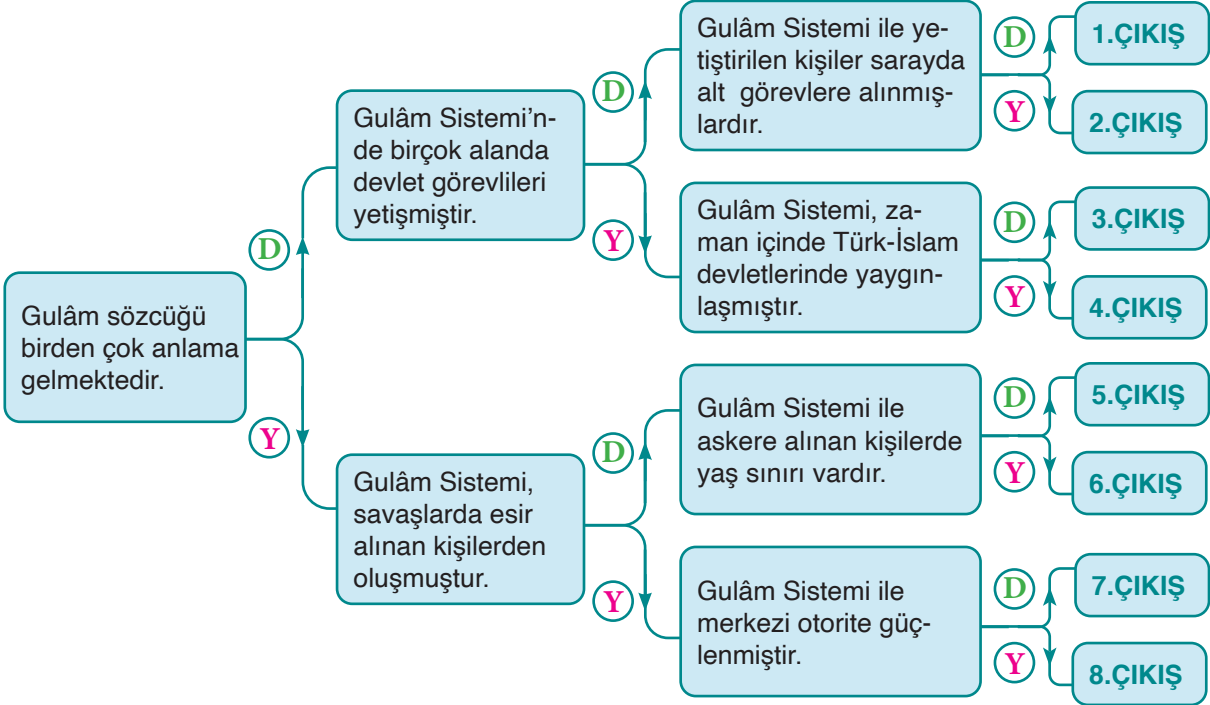 Gulâm sözcüğü
birden çok anlama
gelmektedir.
D
Y
Gulâm Sistemi’n-
de birçok alanda
devlet görevlileri
yetişmiştir.
D
Y
Gulâm Sistemi,
savaşlarda esir
alınan kişilerden
oluşmuştur.
D
Y
Gulâm Sistemi ile ye-
tiştirilen kişiler sarayda
alt görevlere alınmış-
lardır.
D
Y
1.ÇIKIŞ
2.ÇIKIŞ
Gulâm Sistemi, za-
man içinde Türk-İslam
devletlerinde yaygın-
laşmıştır.
D
Y
3.ÇIKIŞ
4.ÇIKIŞ
Gulâm Sistemi ile
askere alınan kişilerde
yaş sınırı vardır.
D
Y
5.ÇIKIŞ
6.ÇIKIŞ
Gulâm Sistemi ile
merkezi otorite güç-
lenmiştir.
D
Y
7.ÇIKIŞ
8.ÇIKIŞ